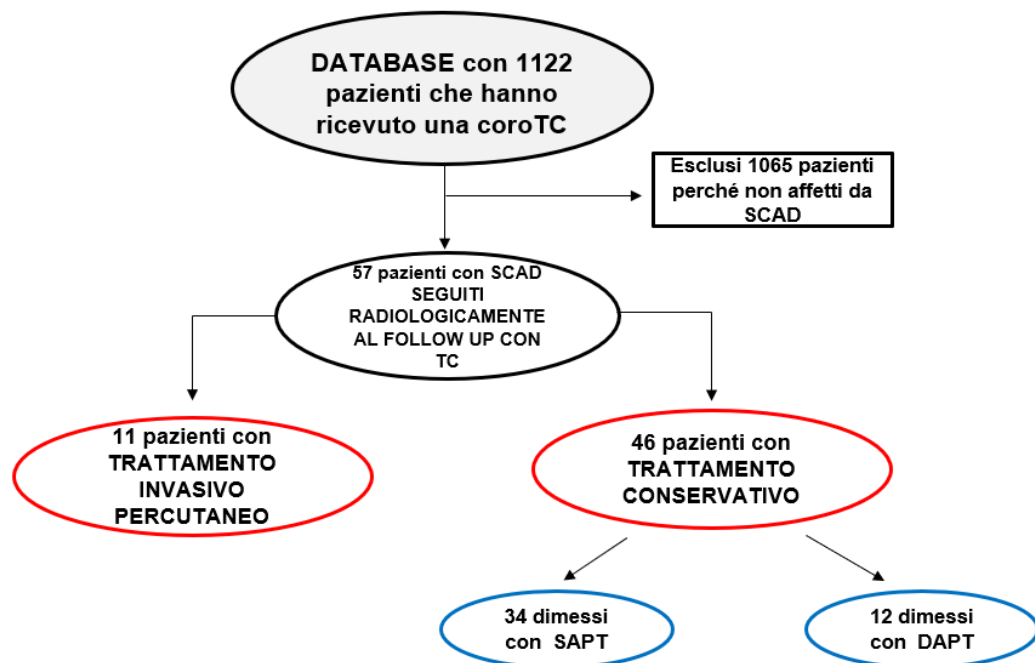 DATABASE con 1122
pazienti che hanno
ricevuto una coroTC
Esclusi 1065 pazienti
perché non affetti da
SCAD
57 pazienti con SCAD
SEGUITI
RADIOLOGICAMENTE
AL FOLLOW UP CON
TC
11 pazienti con
TRATTAMENTO
INVASIVO
PERCUTANEO
46 pazienti con
TRATTAMENTO
CONSERVATIVO
34 dimessi
con SAPT
12 dimessi
con DAPT